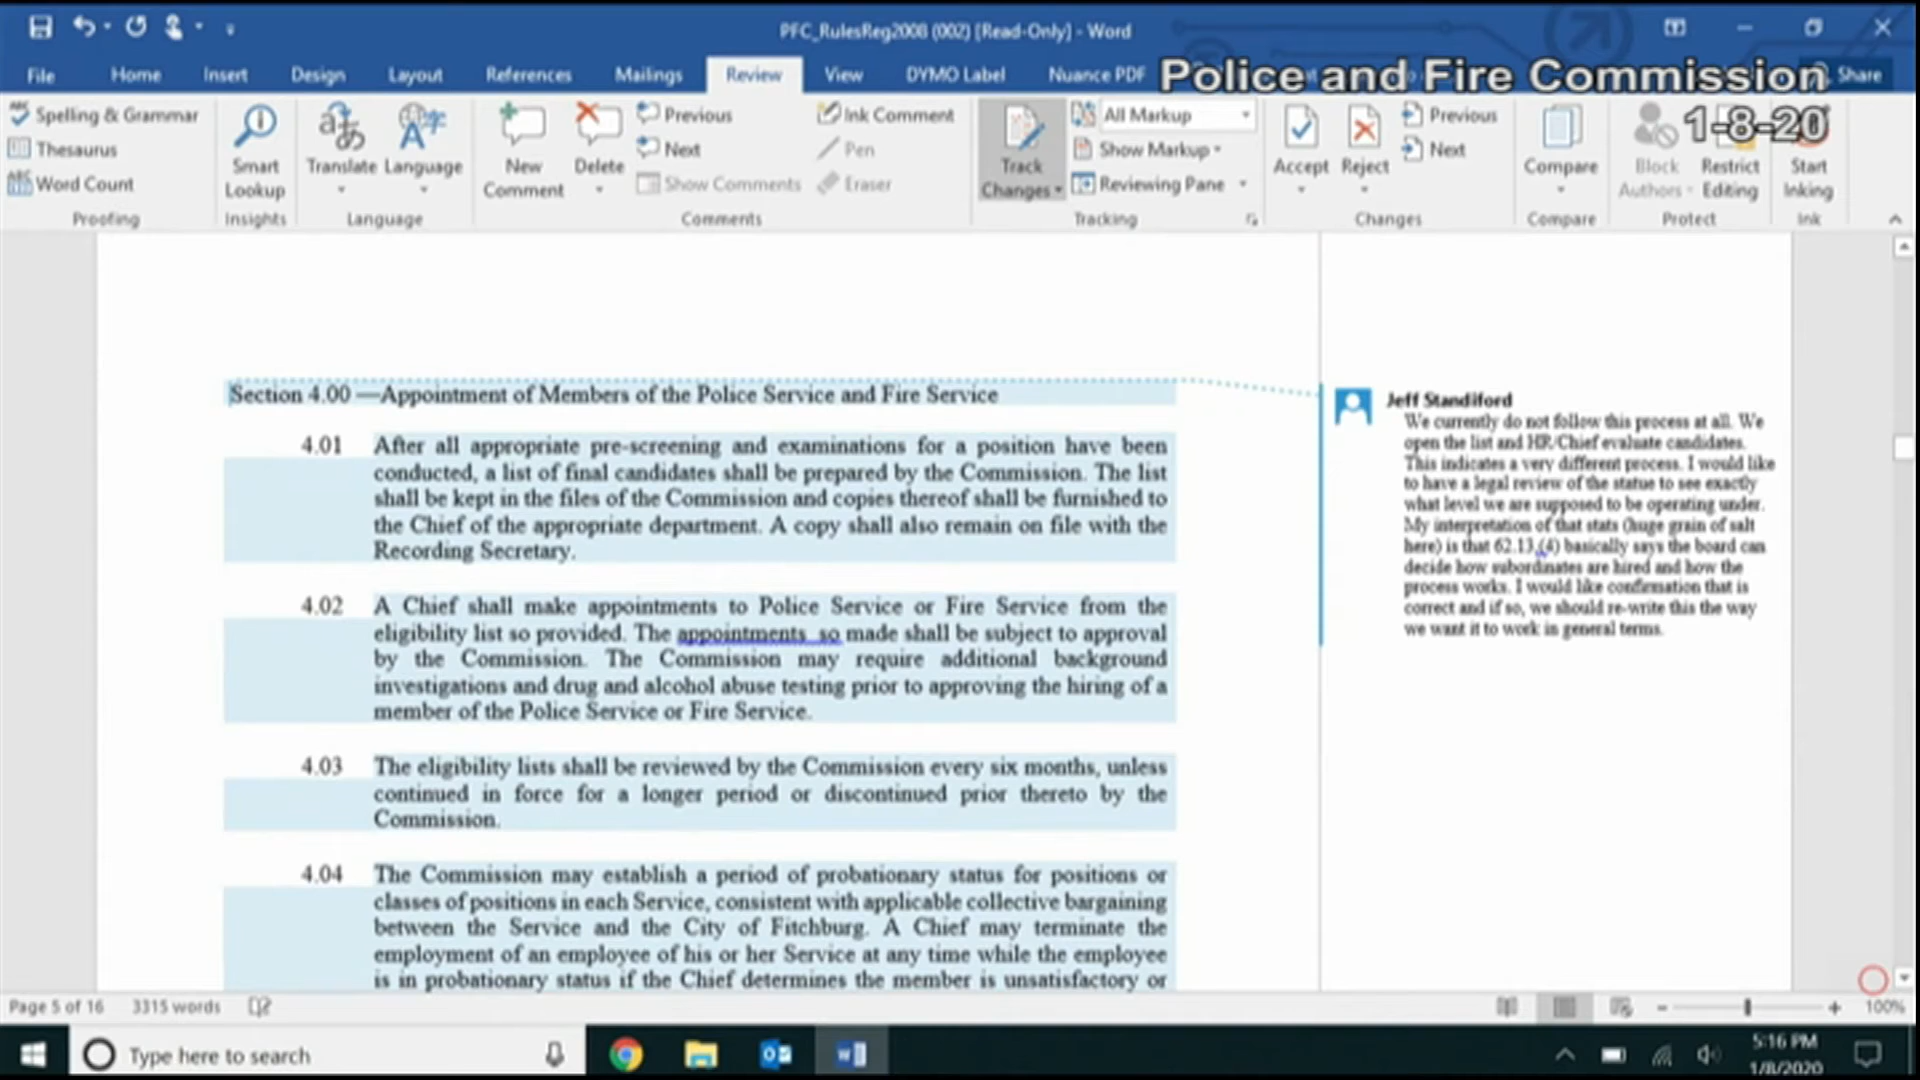 PFC_RulesReg2008 (002) [Read-Only] - Word
File Home Insert Design Layout References Mailings Review View DYMO Label Nuance PDF Share
Police and Fire Commission
1-8-20
Spelling & Grammar
Thesaurus
Word Count
Proofing
Smart
Lookup
Insights
Translate Language
Language
New
Comment
Delete
Previous
Next
Show Comments
Ink Comment
Pen
Eraser
Comments
Track
Changes
All Markup
Show Markup
Reviewing Pane
Tracking
Accept Reject
Previous
Next
Changes
Compare
Compare
Block
Authors
Restrict
Editing
Protect
Start
Inking
Ink
Section 4.00 —Appointment of Members of the Police Service and Fire Service
4.01 After all appropriate pre-screening and examinations for a position have been
conducted, a list of final candidates shall be prepared by the Commission. The list
shall be kept in the files of the Commission and copies thereof shall be furnished to
the Chief of the appropriate department. A copy shall also remain on file with the
Recording Secretary.
4.02 A Chief shall make appointments to Police Service or Fire Service from the
eligibility list so provided. The appointments so made shall be subject to approval
by the Commission. The Commission may require additional background
investigations and drug and alcohol abuse testing prior to approving the hiring of a
member of the Police Service or Fire Service.
4.03 The eligibility lists shall be reviewed by the Commission every six months, unless
continued in force for a longer period or discontinued prior thereto by the
Commission.
4.04 The Commission may establish a period of probationary status for positions or
classes of positions in each Service, consistent with applicable collective bargaining
between the Service and the City of Fitchburg. A Chief may terminate the
employment of an employee of his or her Service at any time while the employee
is in probationary status if the Chief determines the member is unsatisfactory or
Jeff Standiford
We currently do not follow this process at all. We
open the list and HR/Chief evaluate candidates.
This indicates a very different process. I would like
to have a legal review of the statue to see exactly
what level we are supposed to be operating under.
My interpretation of that stats (huge grain of salt
here) is that 62.13 (4) basically says the board can
decide how subordinates are hired and how the
process works. I would like confirmation that is
correct and if so, we should re-write this the way
we want it to work in general terms.
Page 5 of 16 3315 words
100%
Type here to search
5:16 PM
1/8/2020